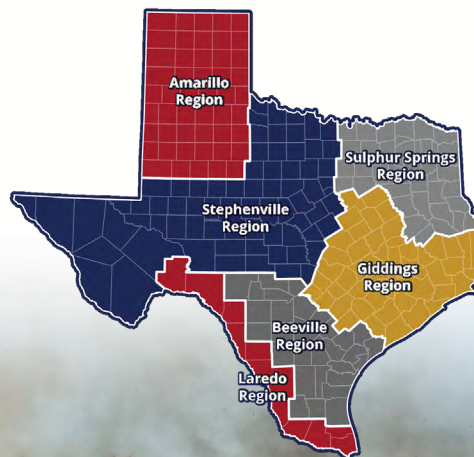 Amarillo
Region
Sulphur Springs
Region
Stephenville
Region
Giddings
Region
Beeville
Region
Laredo
Region